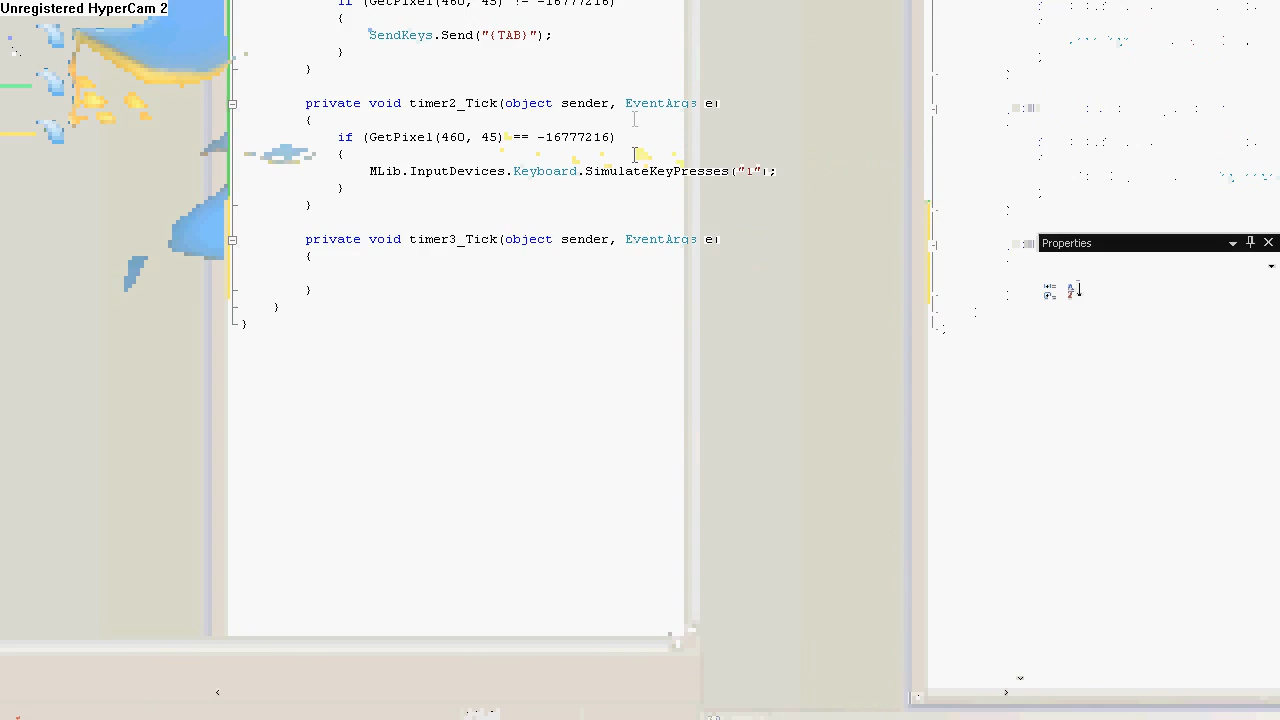 Unregistered HyperCam 2
if (GetPixel(460, 45) != -16777216)
{
SendKeys.Send("{TAB}");
}
}
private void timer2_Tick(object sender, EventArgs e)
{
if (GetPixel(460, 45) == -16777216)
{
MLib.InputDevices.Keyboard.SimulateKeyPresses("1");
}
}
private void timer3_Tick(object sender, EventArgs e)
{
}
}
}
Properties